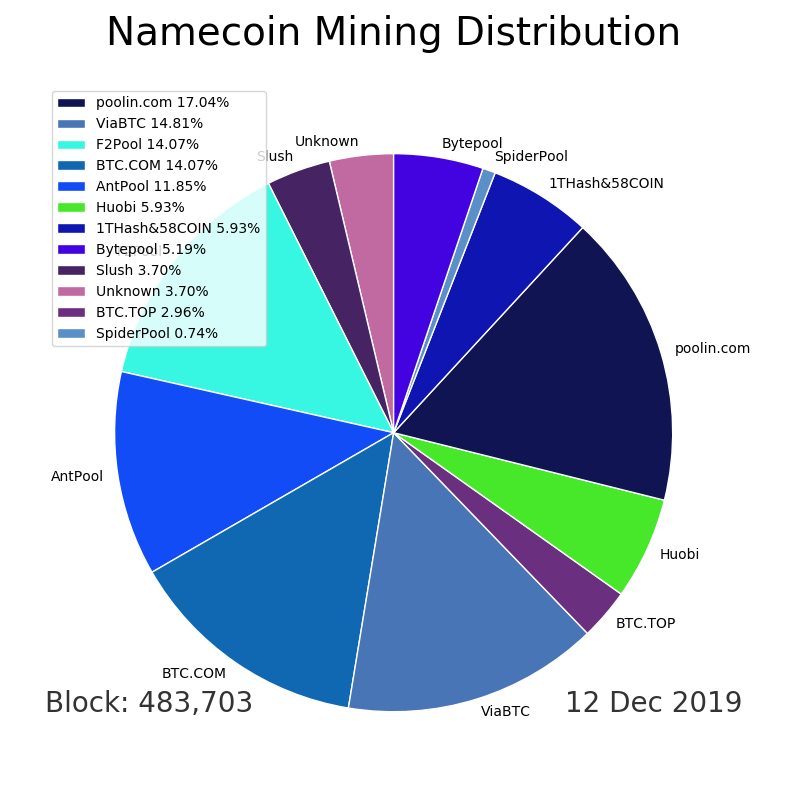 Namecoin Mining Distribution
poolin.com 17.04%
ViaBTC 14.81%
F2Pool 14.07%
BTC.COM 14.07%
AntPool 11.85%
Huobi 5.93%
1THash&58COIN 5.93%
Bytepool 5.19%
Slush 3.70%
Unknown 3.70%
BTC.TOP 2.96%
SpiderPool 0.74%
Unknown
Bytepool
Slush
SpiderPool
1THash&58COIN
F2Pool
poolin.com
AntPool
Huobi
BTC.TOP
BTC.COM
ViaBTC
Block: 483,703
12 Dec 2019